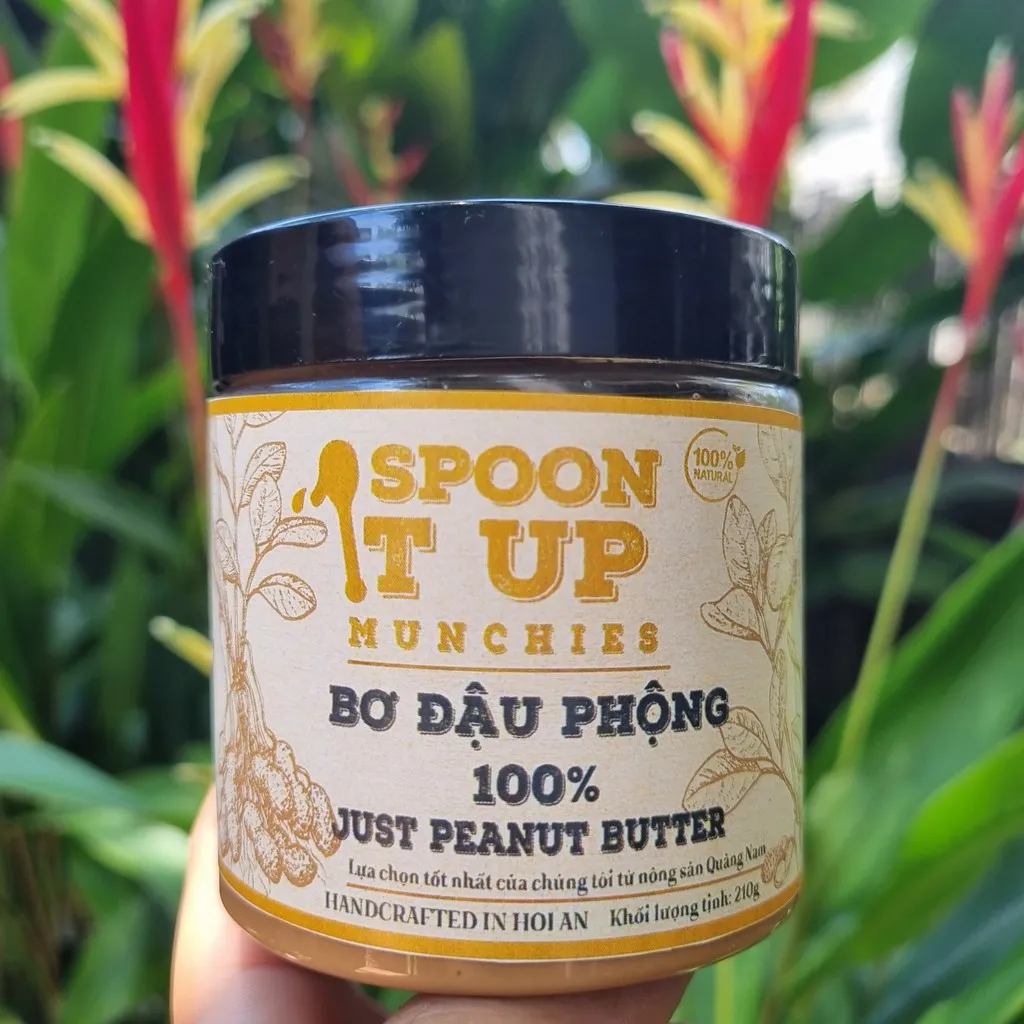 SPOON
IT UP
MUNCHIES
100%
NATURAL
BƠ ĐẬU PHỘNG
100%
JUST PEANUT BUTTER
Lựa chọn tốt nhất của chúng tôi từ nông sản Quảng Nam
HANDCRAFTED IN HOI AN Khối lượng tịnh: 210g